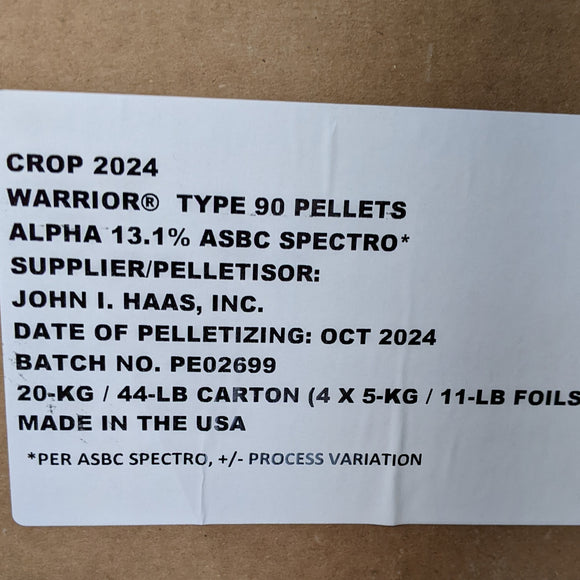 CROP 2024
WARRIOR® TYPE 90 PELLETS
ALPHA 13.1% ASBC SPECTRO*
SUPPLIER/PELLETISOR:
JOHN I. HAAS, INC.
DATE OF PELLETIZING: OCT 2024
BATCH NO. PE02699
20-KG / 44-LB CARTON (4 X 5-KG / 11-LB FOILS
MADE IN THE USA
*PER ASBC SPECTRO, +/- PROCESS VARIATION